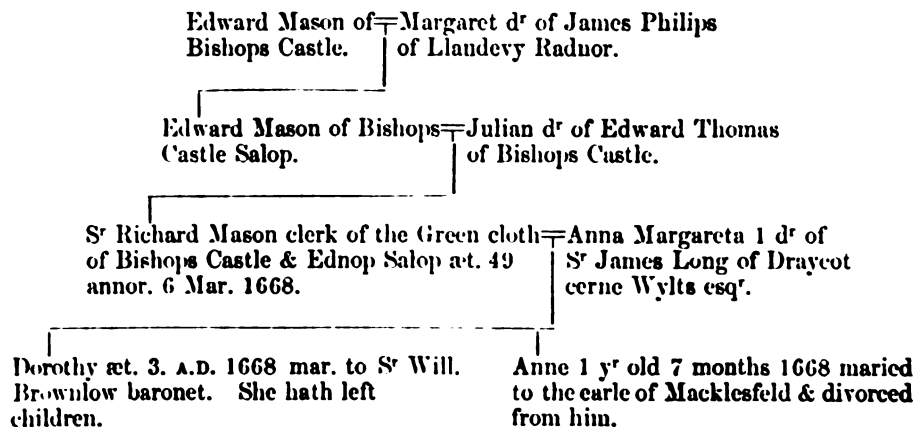 Edward Mason of Margaret dʳ of James Philips
Bishops Castle. of Llandevy Radnor.
Edward Mason of Bishops Julian dʳ of Edward Thomas
Castle Salop. of Bishops Castle.
Sʳ Richard Mason clerk of the Green cloth Anna Margareta 1 dʳ of
of Bishops Castle & Ednop Salop æt. 49 Sʳ James Long of Draycot
annor. 6 Mar. 1668. cerne Wylts esqʳ.
Dorothy æt. 3. A.D. 1668 mar. to Sʳ Will. Anne 1 yʳ old 7 months 1668 maried
Brownlow baronet. She hath left to the earle of Macklesfeld & divorced
children. from him.